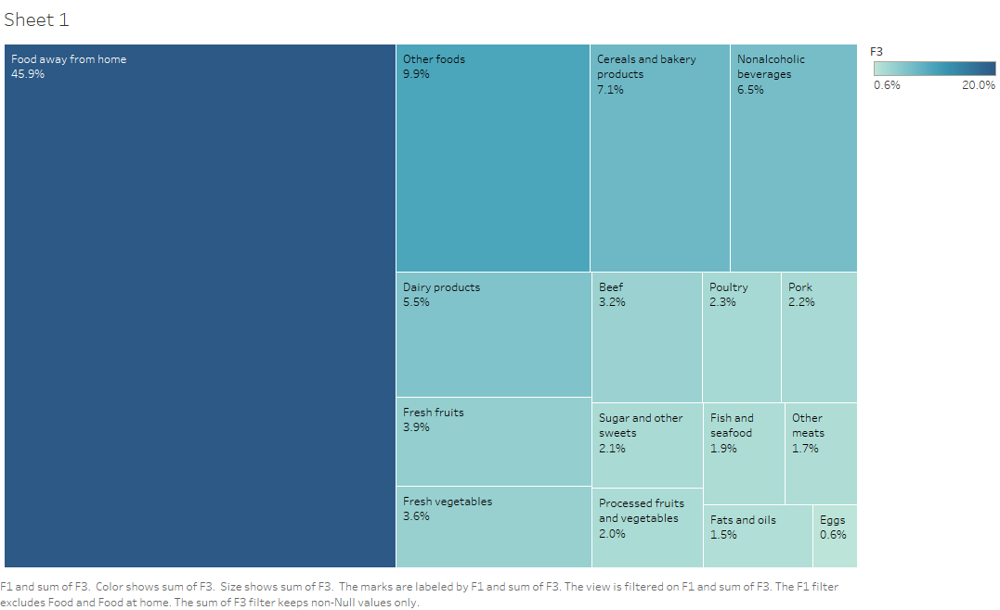 Sheet 1
Food away from home
45.9%
Other foods
9.9%
Cereals and bakery
products
7.1%
Nonalcoholic
beverages
6.5%
F3
0.6%
20.0%
Dairy products
5.5%
Beef
3.2%
Poultry
2.3%
Pork
2.2%
Fresh fruits
3.9%
Sugar and other
sweets
2.1%
Fish and
seafood
1.9%
Other
meats
1.7%
Fresh vegetables
3.6%
Processed fruits
and vegetables
2.0%
Fats and oils
1.5%
Eggs
0.6%
F1 and sum of F3.  Color shows sum of F3.  Size shows sum of F3.  The marks are labeled by F1 and sum of F3. The view is filtered on F1 and sum of F3. The F1 filter
excludes Food and Food at home. The sum of F3 filter keeps non-Null values only.